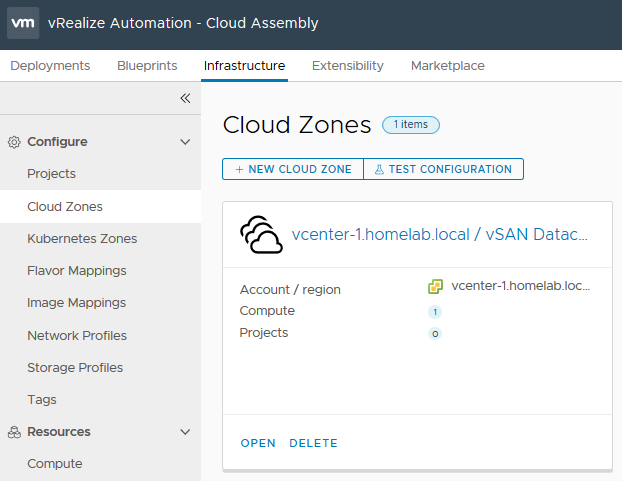 vm vRealize Automation - Cloud Assembly
Deployments Blueprints Infrastructure Extensibility Marketplace
Configure
Projects
Cloud Zones
Kubernetes Zones
Flavor Mappings
Image Mappings
Network Profiles
Storage Profiles
Tags
Resources
Compute
Cloud Zones 1 items
+ NEW CLOUD ZONE TEST CONFIGURATION
vcenter-1.homelab.local / vSAN Datac...
Account / region vcenter-1.homelab.loc...
Compute 1
Projects 0
OPEN DELETE